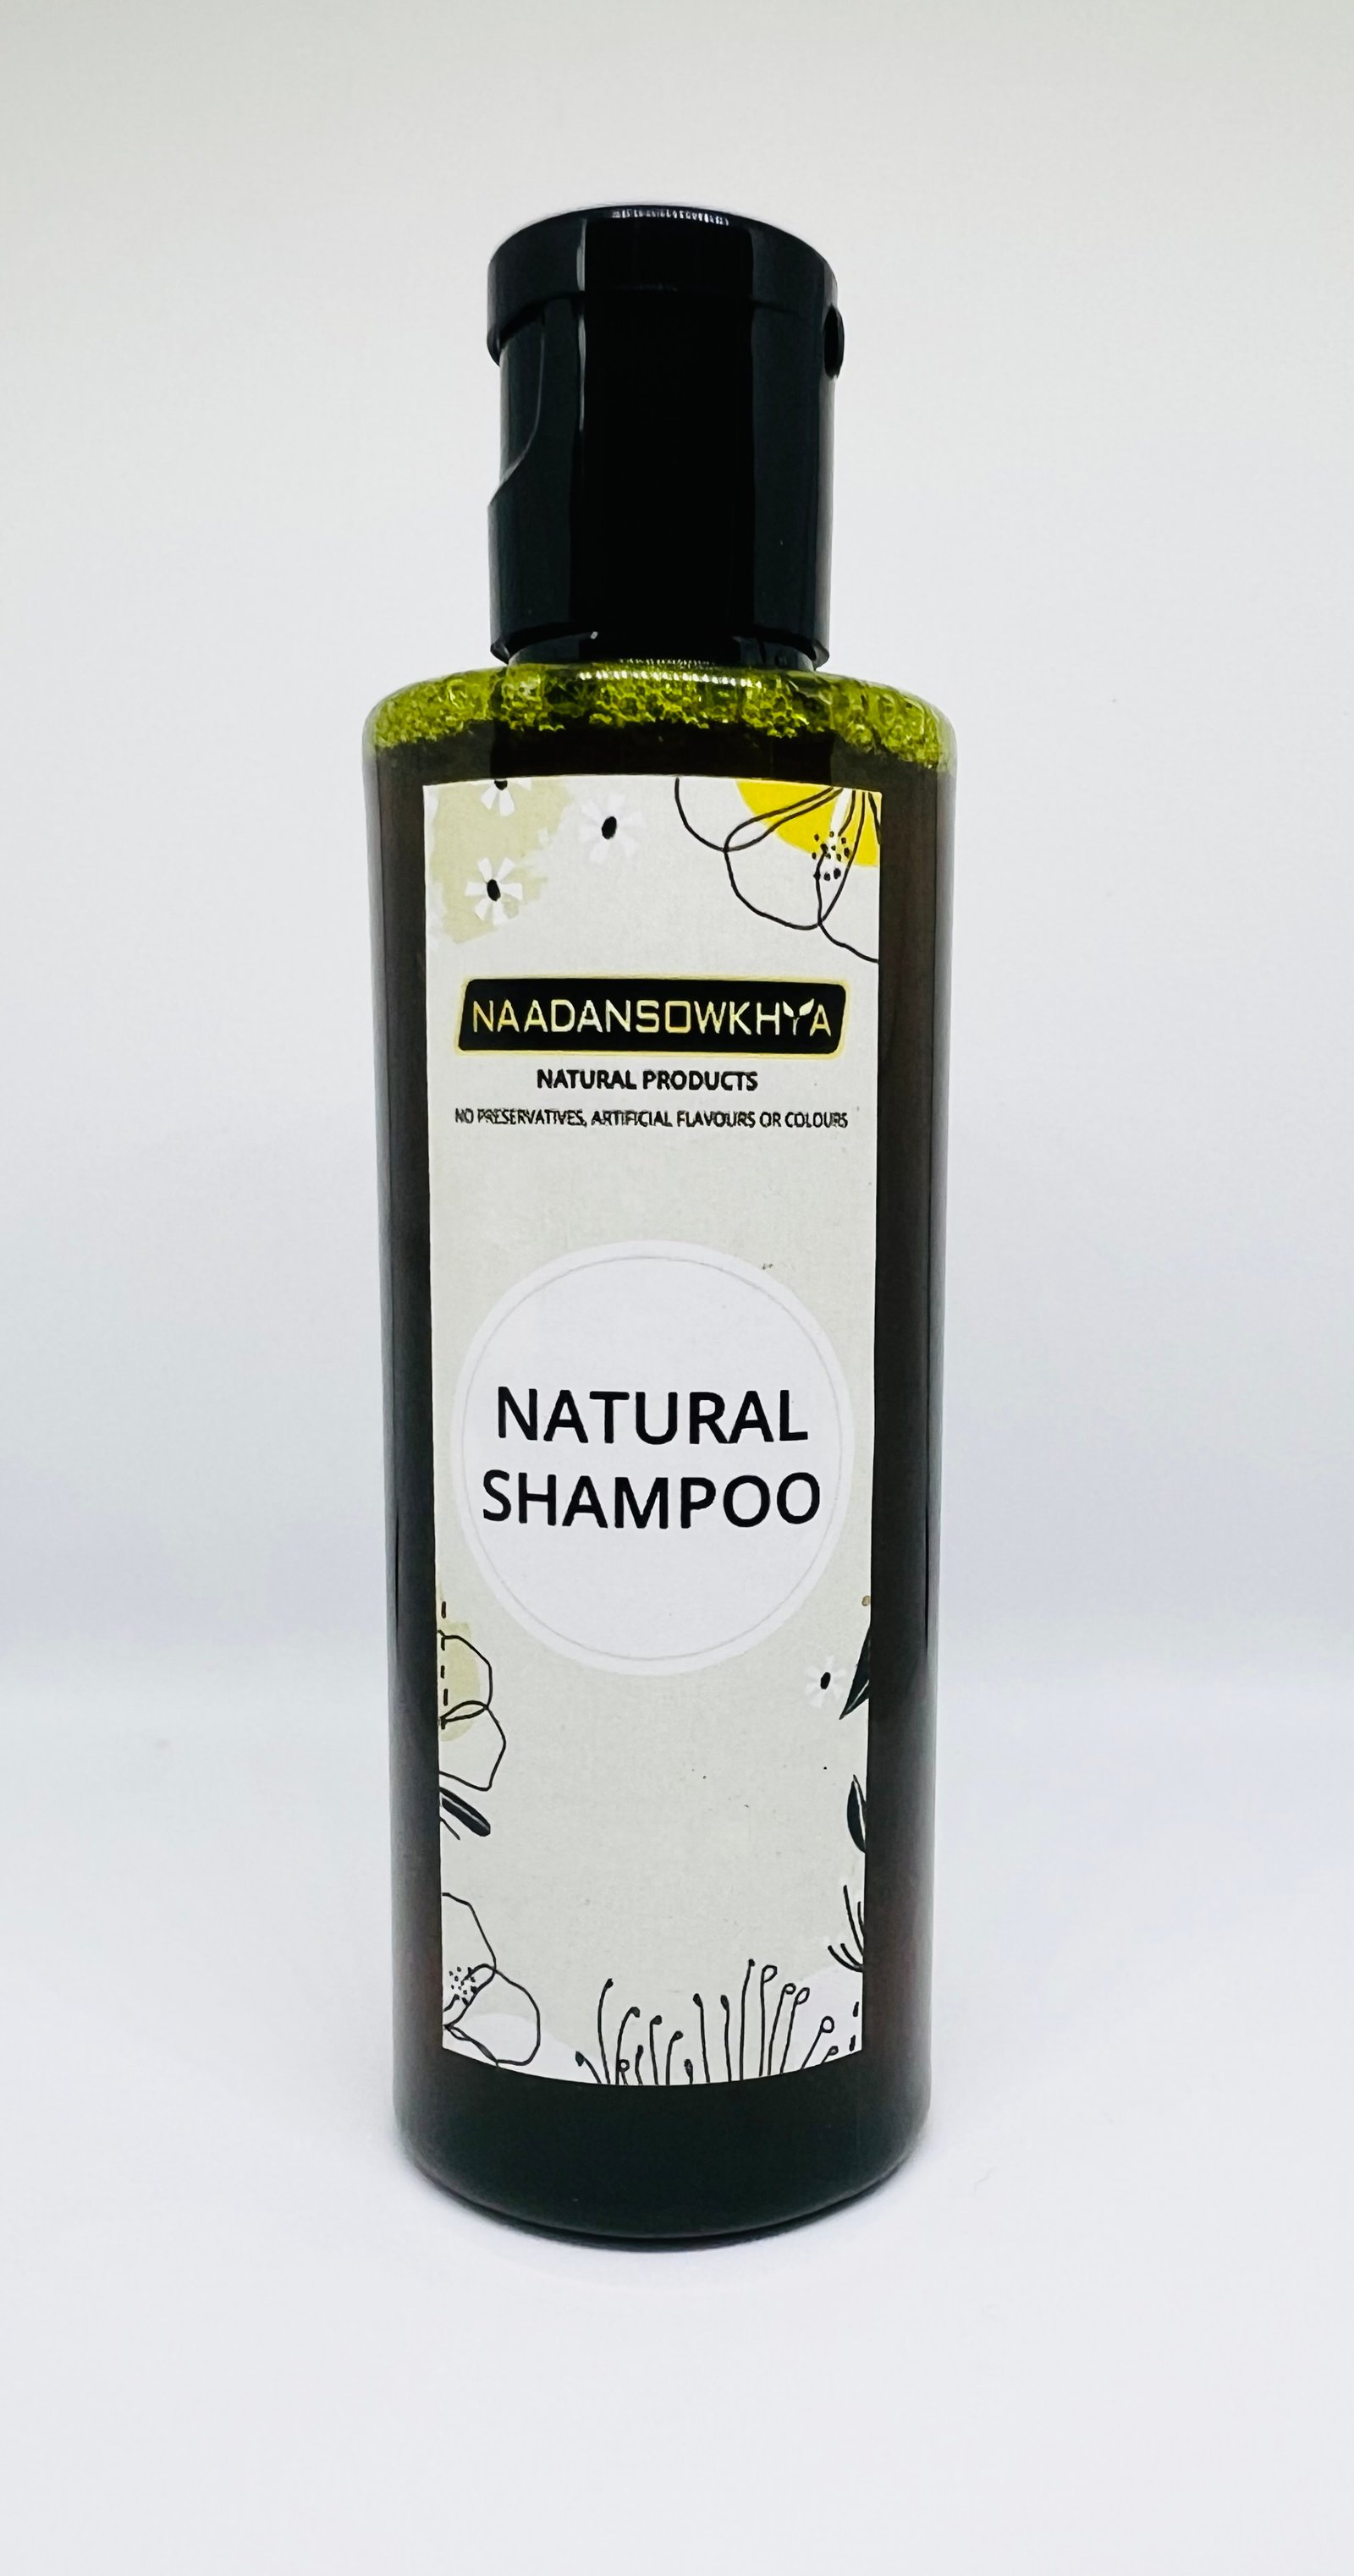 NAADANSOWKHYA
NATURAL PRODUCTS
NO PRESERVATIVES, ARTIFICIAL FLAVOURS OR COLOURS
NATURAL
SHAMPOO